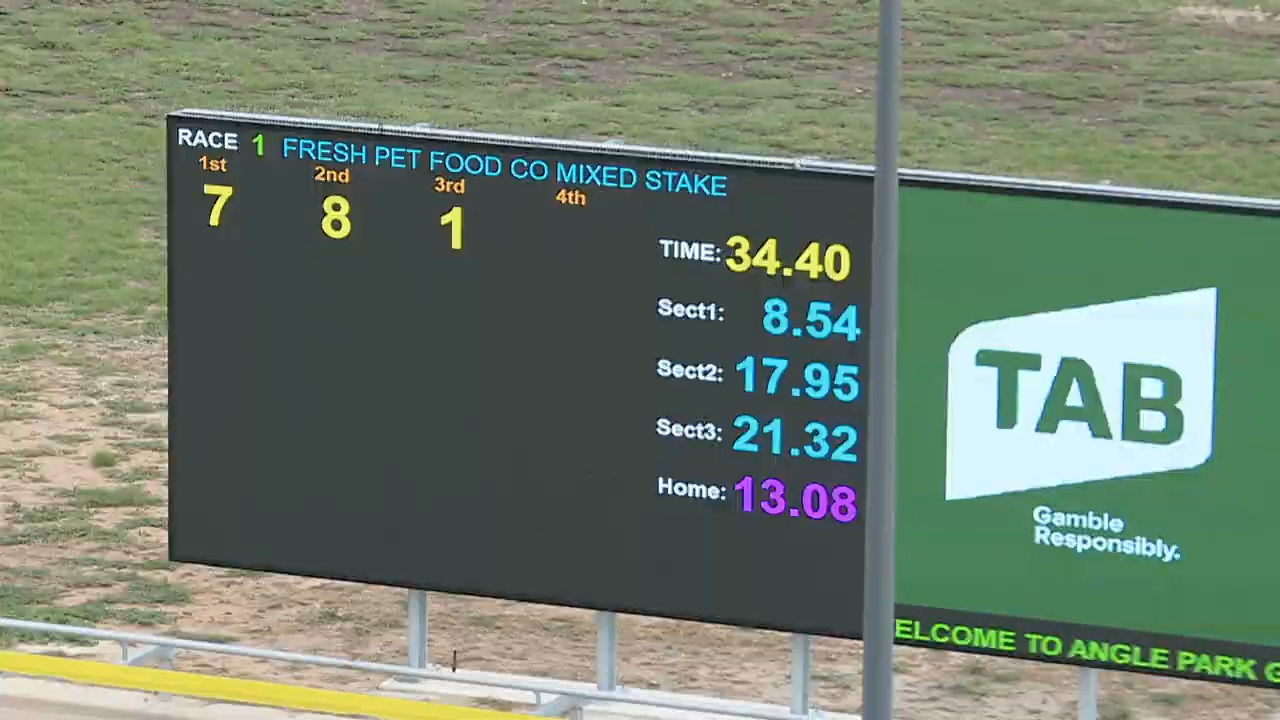 RACE 1 FRESH PET FOOD CO MIXED STAKE
1st 2nd 3rd 4th
7 8 1
TIME: 34.40
Sect1: 8.54
Sect2: 17.95
Sect3: 21.32
Home: 13.08
TAB
Gamble
Responsibly.
ELCOME TO ANGLE PARK G